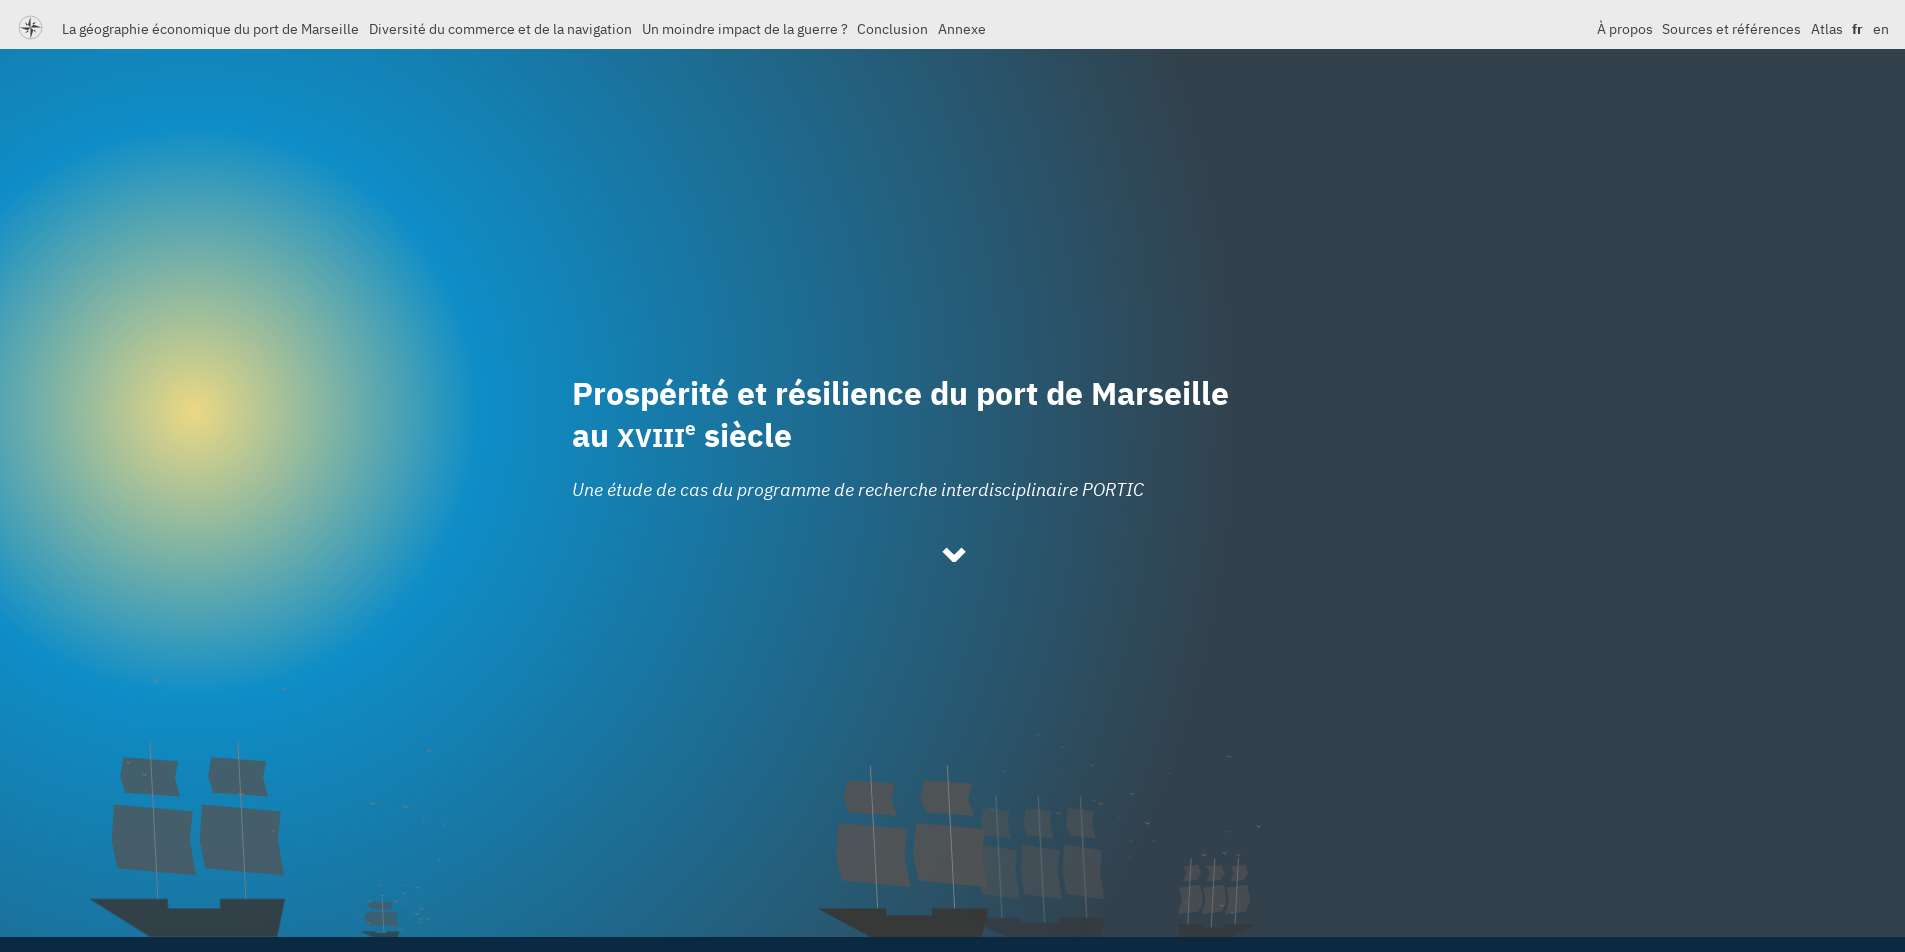 La géographie économique du port de Marseille Diversité du commerce et de la navigation Un moindre impact de la guerre ? Conclusion Annexe À propos Sources et références Atlas fr en
Prospérité et résilience du port de Marseille
au XVIIIe siècle
Une étude de cas du programme de recherche interdisciplinaire PORTIC